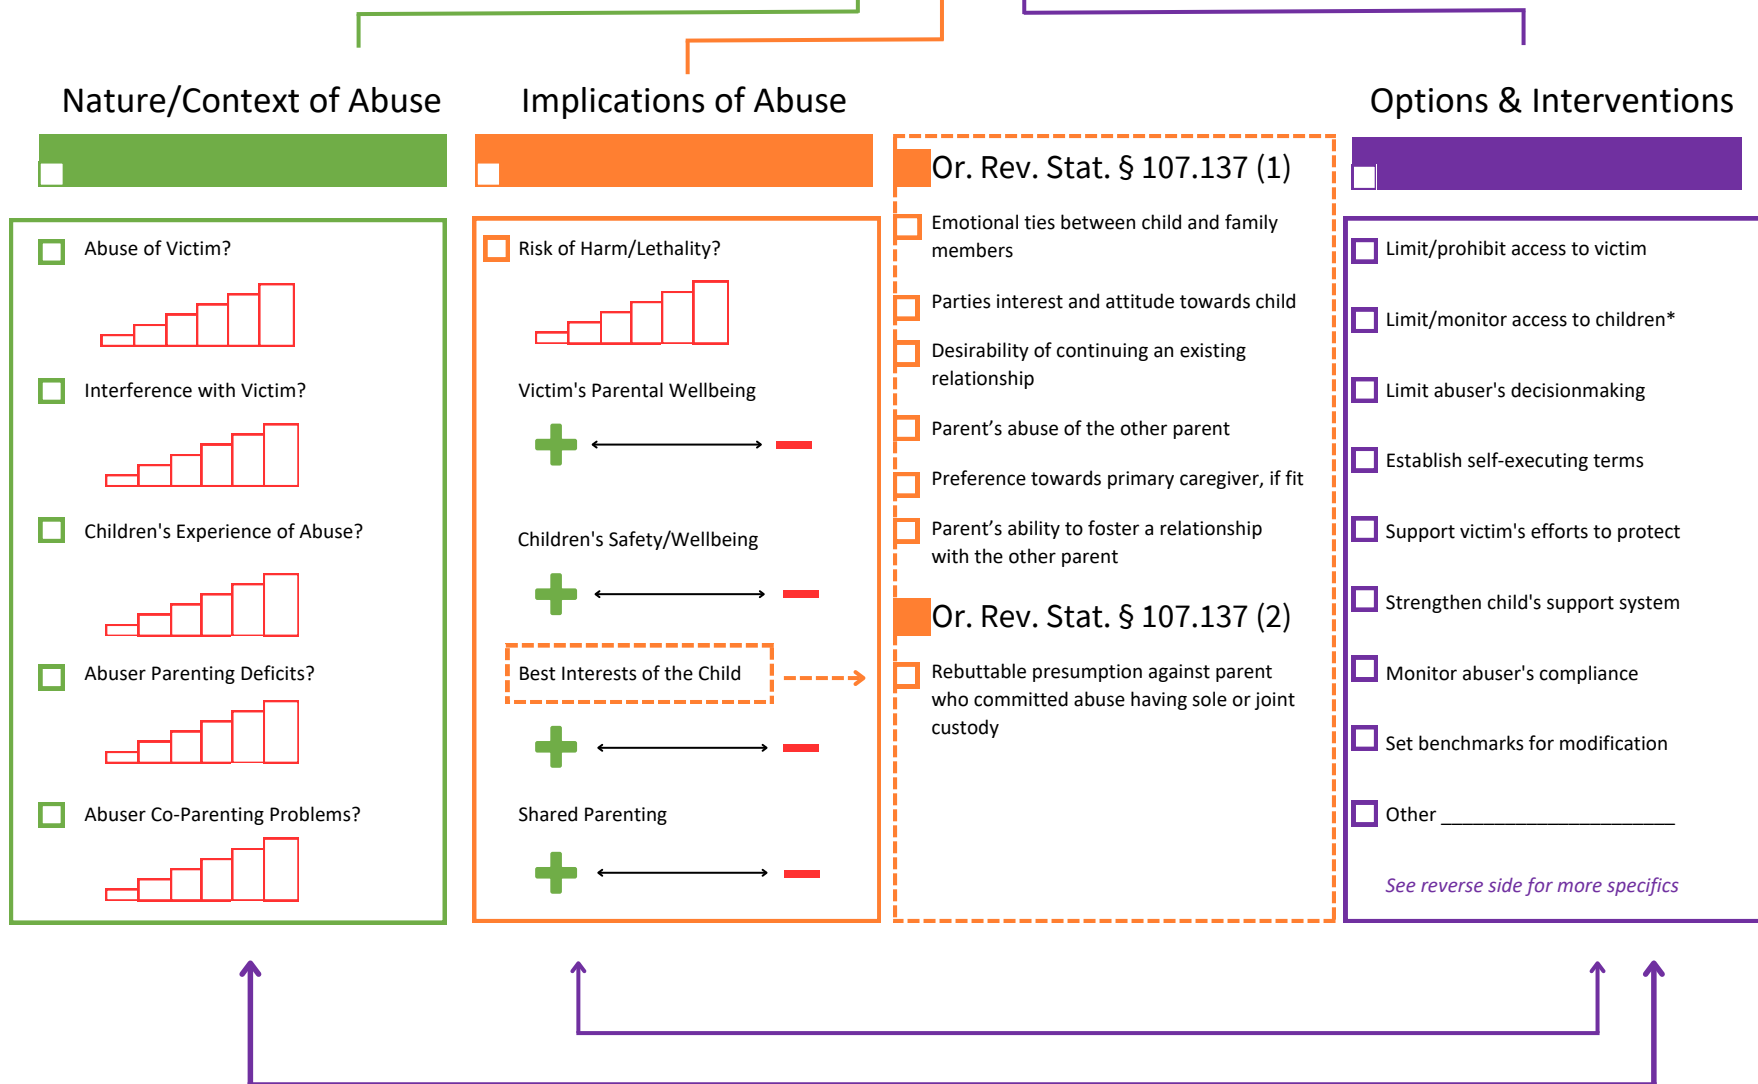 Nature/Context of Abuse
Implications of Abuse
Options & Interventions
Abuse of Victim?
Interference with Victim?
Children's Experience of Abuse?
Abuser Parenting Deficits?
Abuser Co-Parenting Problems?
Risk of Harm/Lethality?
Victim's Parental Wellbeing
Children's Safety/Wellbeing
Best Interests of the Child
Shared Parenting
Or. Rev. Stat. § 107.137 (1)
Emotional ties between child and family
members
Parties interest and attitude towards child
Desirability of continuing an existing
relationship
Parent’s abuse of the other parent
Preference towards primary caregiver, if fit
Parent’s ability to foster a relationship
with the other parent
Or. Rev. Stat. § 107.137 (2)
Rebuttable presumption against parent
who committed abuse having sole or joint
custody
Limit/prohibit access to victim
Limit/monitor access to children*
Limit abuser's decisionmaking
Establish self-executing terms
Support victim's efforts to protect
Strengthen child's support system
Monitor abuser's compliance
Set benchmarks for modification
Other ______________________
See reverse side for more specifics